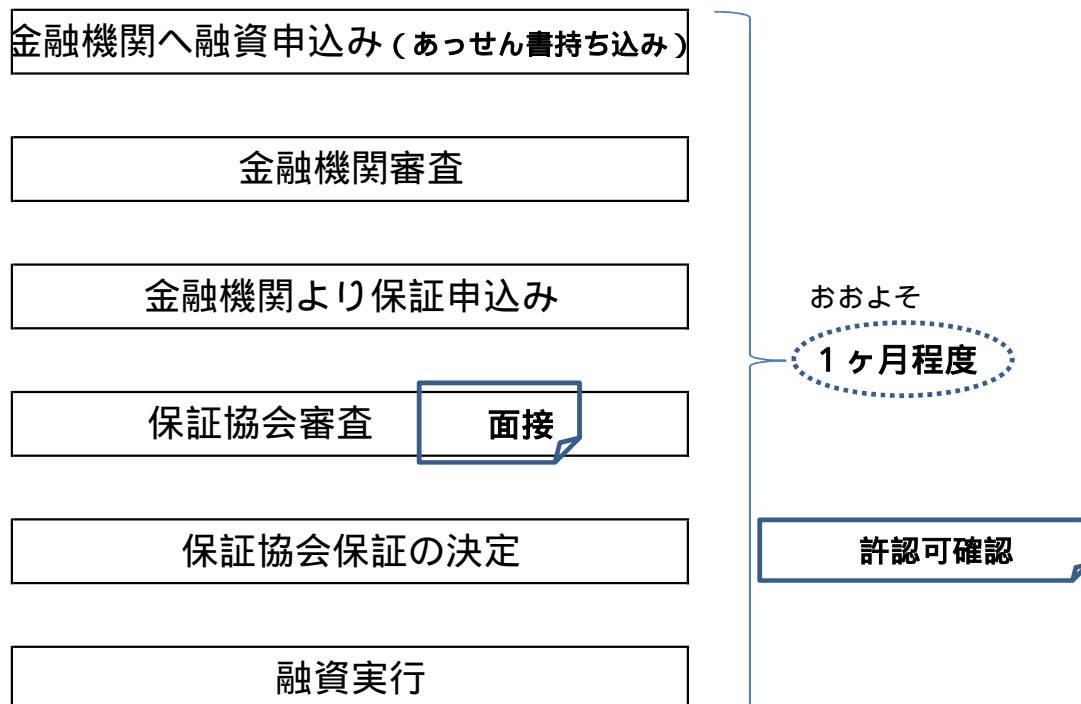 金融機関へ融資申込み(あっせん書持ち込み)
金融機関審査
金融機関より保証申込み
おおよそ
1ヶ月程度
保証協会審査 面接
保証協会保証の決定 許認可確認
融資実行